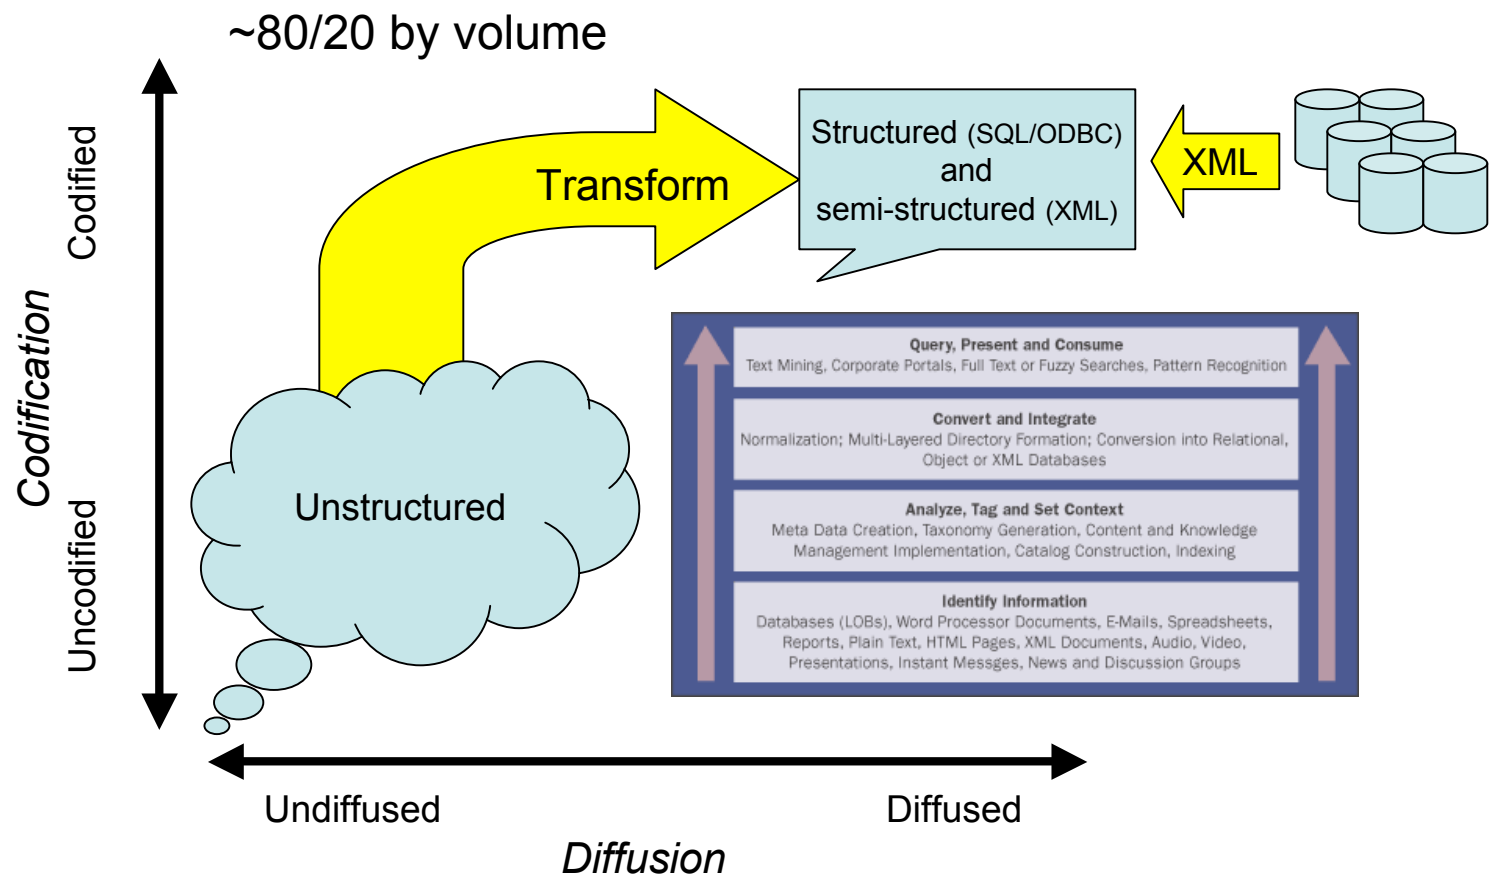 ~80/20 by volume
Codified
Codification
Uncodified
Transform
Structured (SQL/ODBC)
and
semi-structured (XML)
XML
Unstructured
Query, Present and Consume
Text Mining, Corporate Portals, Full Text or Fuzzy Searches, Pattern Recognition
Convert and Integrate
Normalization; Multi-Layered Directory Formation; Conversion into Relational,
Object or XML Databases
Analyze, Tag and Set Context
Meta Data Creation, Taxonomy Generation, Content and Knowledge
Management Implementation, Catalog Construction, Indexing
Identify Information
Databases (LOBs), Word Processor Documents, E-Mails, Spreadsheets,
Reports, Plain Text, HTML Pages, XML Documents, Audio, Video,
Presentations, Instant Messges, News and Discussion Groups
Undiffused
Diffused
Diffusion